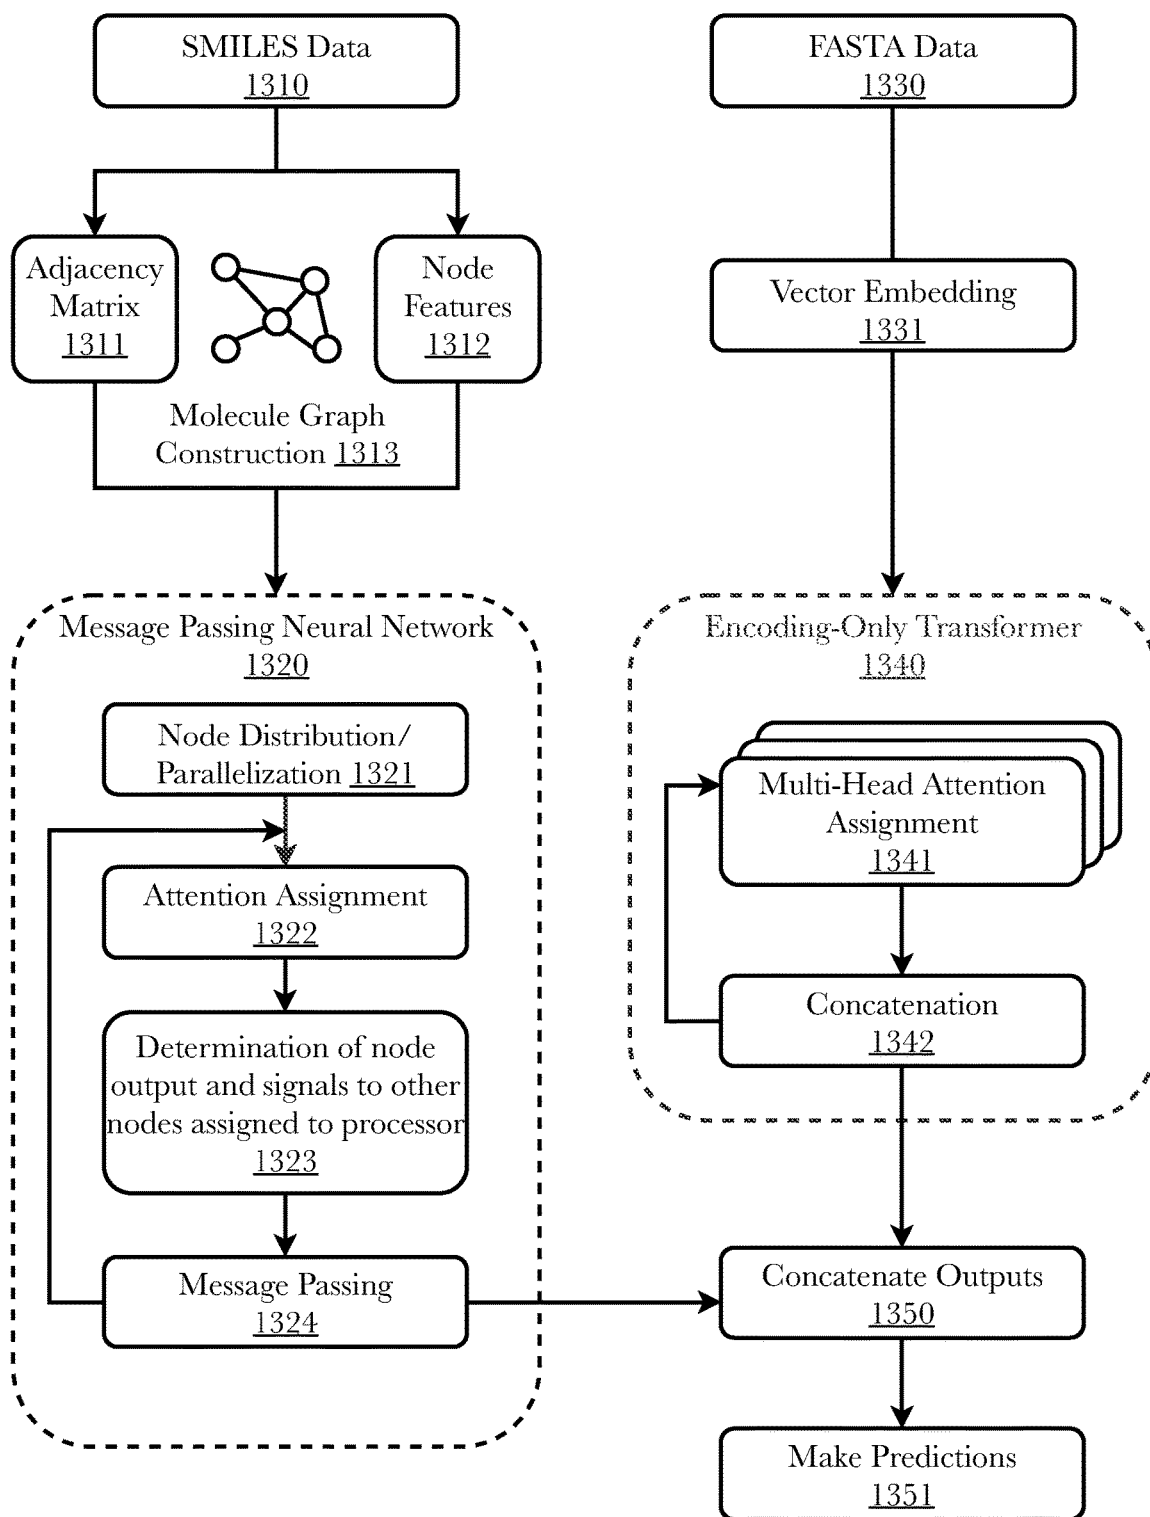 SMILES Data
1310
FASTA Data
1330
Adjacency
Matrix
1311
Node
Features
1312
Vector Embedding
1331
Molecule Graph
Construction 1313
Message Passing Neural Network
1320
Node Distribution/
Parallelization 1321
Attention Assignment
1322
Determination of node
output and signals to other
nodes assigned to processor
1323
Message Passing
1324
Encoding-Only Transformer
1340
Multi-Head Attention
Assignment
1341
Concatenation
1342
Concatenate Outputs
1350
Make Predictions
1351